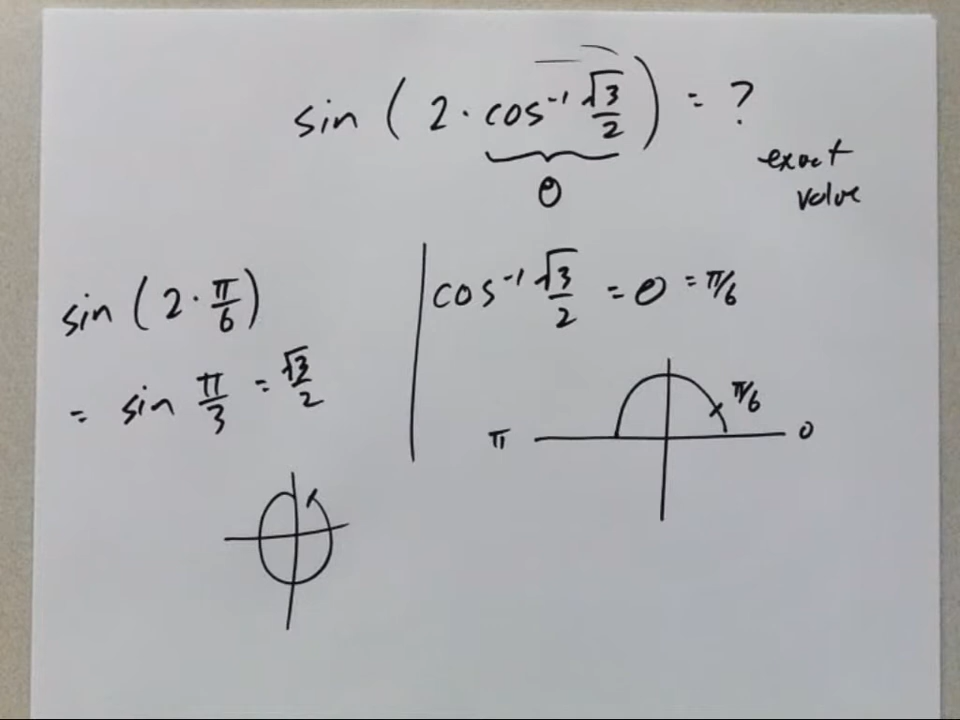 sin ( 2 · cos⁻¹ √3/2 ) = ?
θ
exact
value
sin ( 2 · π/6 )
= sin π/3 = √3/2
cos⁻¹ √3/2 = θ = π/6
π/6
π 0